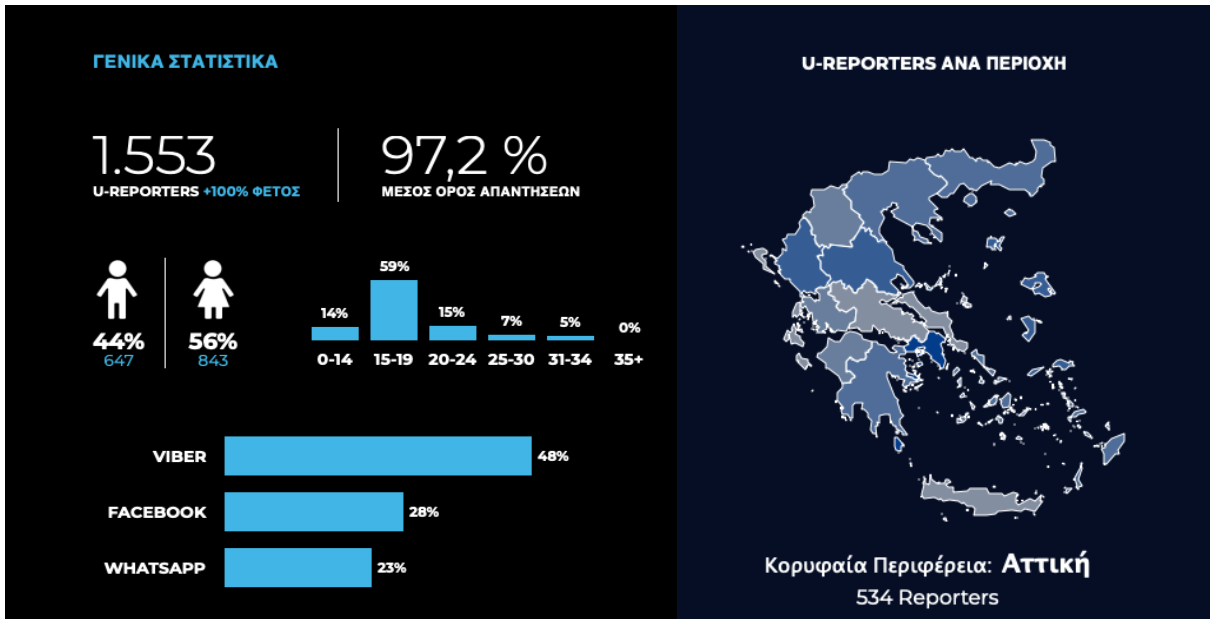 ΓΕΝΙΚΑ ΣΤΑΤΙΣΤΙΚΑ
1.553
U-REPORTERS +100% ΦΕΤΟΣ
97,2 %
ΜΕΣΟΣ ΟΡΟΣ ΑΠΑΝΤΗΣΕΩΝ
44%
647
56%
843
14% 59% 15% 7% 5% 0%
0-14 15-19 20-24 25-30 31-34 35+
VIBER 48%
FACEBOOK 28%
WHATSAPP 23%
U-REPORTERS ΑΝΑ ΠΕΡΙΟΧΗ
Κορυφαία Περιφέρεια: Αττική
534 Reporters